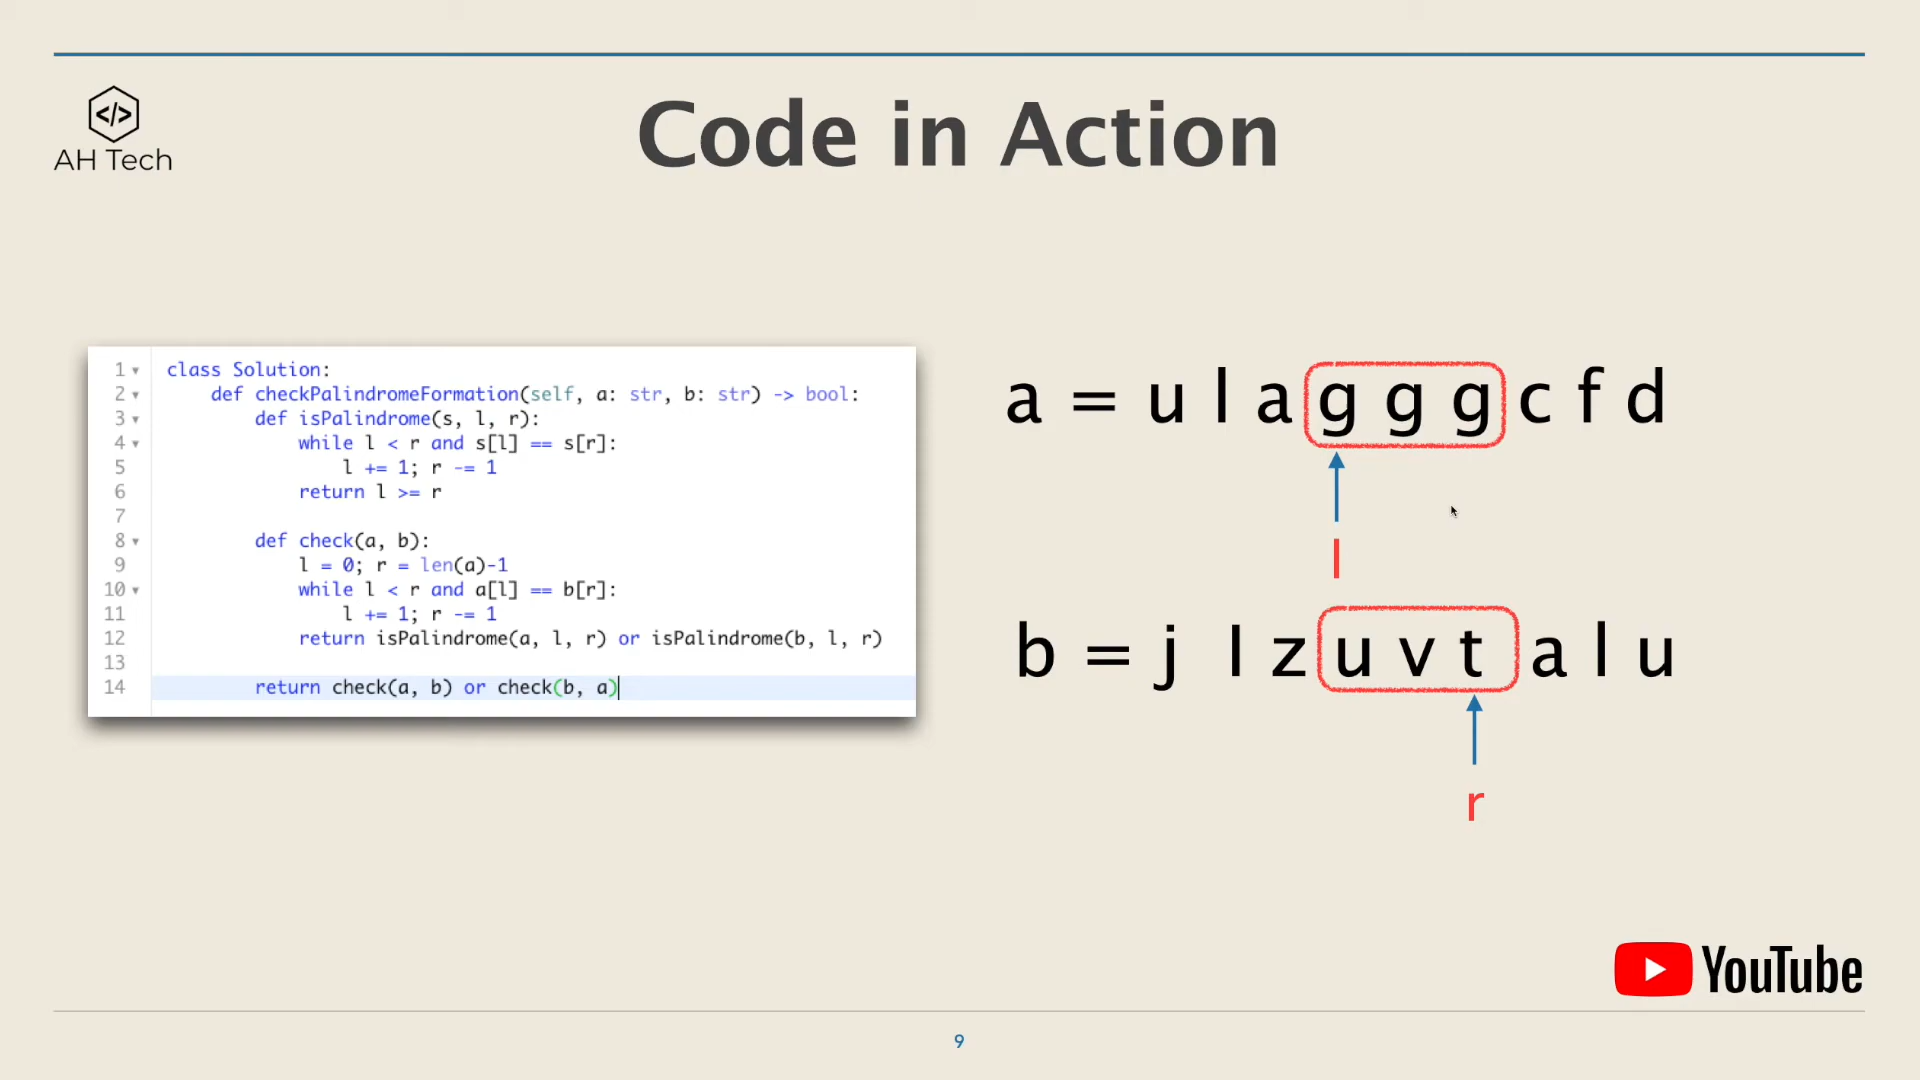 </>
AH Tech
Code in Action
1 class Solution:
2 def checkPalindromeFormation(self, a: str, b: str) -> bool:
3 def isPalindrome(s, l, r):
4 while l < r and s[l] == s[r]:
5 l += 1; r -= 1
6 return l >= r
7
8 def check(a, b):
9 l = 0; r = len(a)-1
10 while l < r and a[l] == b[r]:
11 l += 1; r -= 1
12 return isPalindrome(a, l, r) or isPalindrome(b, l, r)
13
14 return check(a, b) or check(b, a)
a = u l a g g g c f d
l
b = j l z u v t a l u
r
YouTube
9